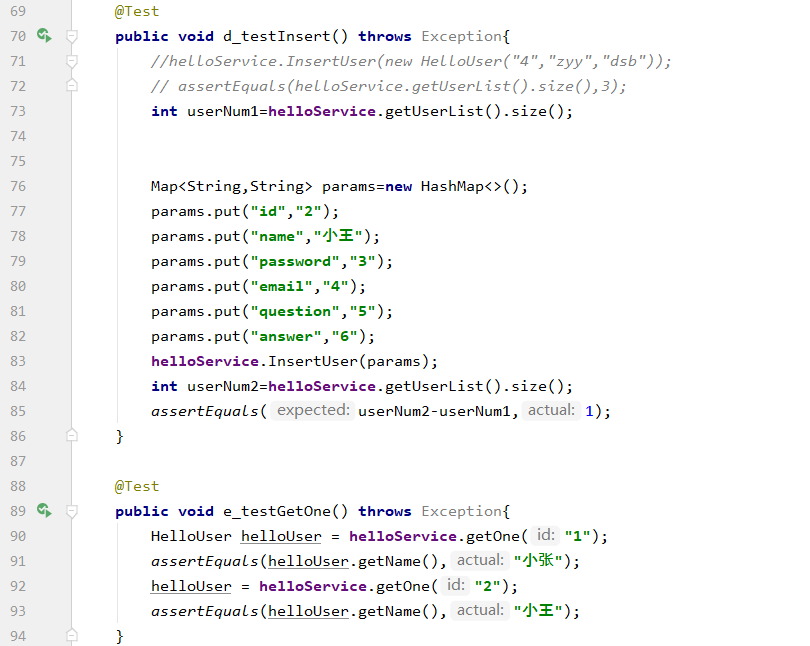 69 @Test
70 public void d_testInsert() throws Exception{
71 //helloService.InsertUser(new HelloUser("4","zyy","dsb"));
72 // assertEquals(helloService.getUserList().size(),3);
73 int userNum1=helloService.getUserList().size();
74
75
76 Map<String,String> params=new HashMap<>();
77 params.put("id","2");
78 params.put("name","小王");
79 params.put("password","3");
80 params.put("email","4");
81 params.put("question","5");
82 params.put("answer","6");
83 helloService.InsertUser(params);
84 int userNum2=helloService.getUserList().size();
85 assertEquals( expected: userNum2-userNum1, actual: 1);
86 }
87
88 @Test
89 public void e_testGetOne() throws Exception{
90 HelloUser helloUser = helloService.getOne( id: "1");
91 assertEquals(helloUser.getName(), actual: "小张");
92 helloUser = helloService.getOne( id: "2");
93 assertEquals(helloUser.getName(), actual: "小王");
94 }